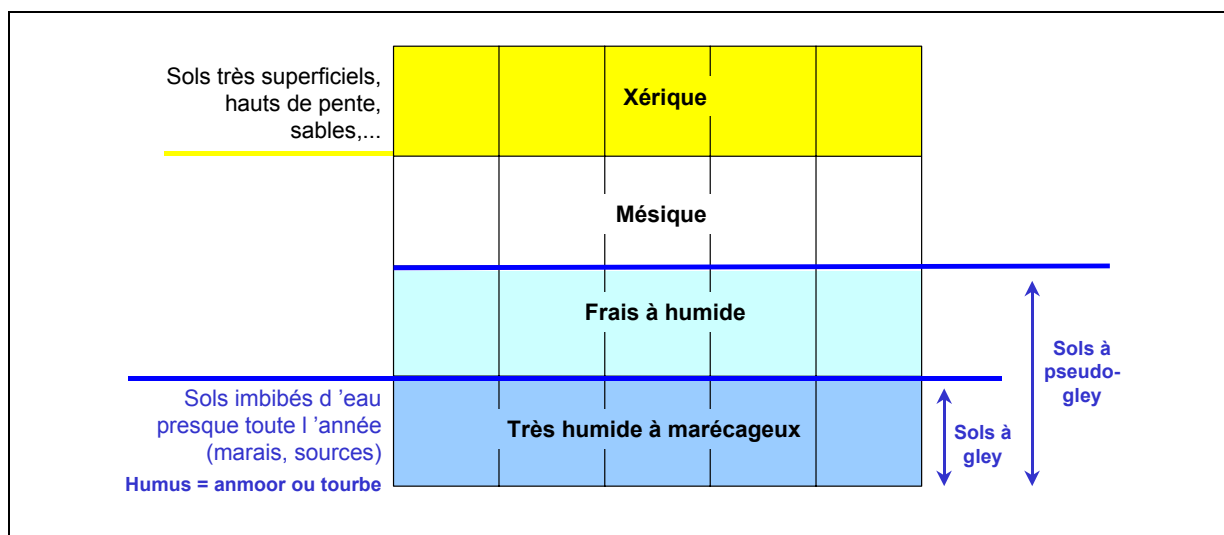 Sols très superficiels,
hauts de pente,
sables,...
Xérique
Mésique
Frais à humide
Sols à
pseudo-
gley
Sols imbibés d 'eau
presque toute l 'année
(marais, sources)
Humus = anmoor ou tourbe
Très humide à marécageux
Sols à
gley